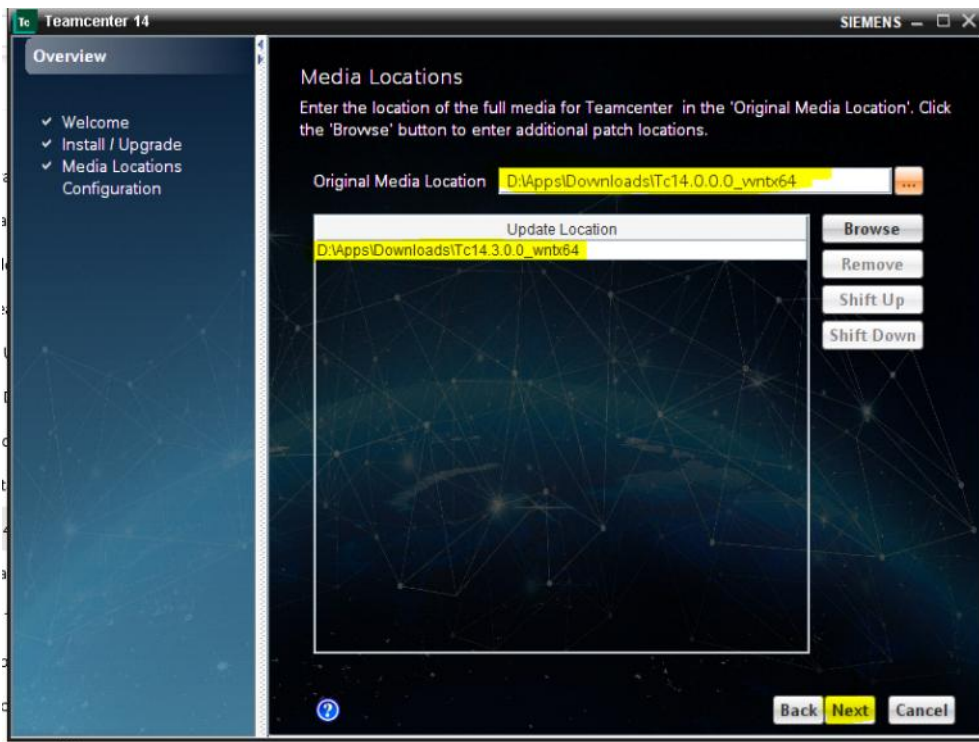 Tc Teamcenter 14 SIEMENS
Overview
Welcome
Install / Upgrade
Media Locations
Configuration
Media Locations
Enter the location of the full media for Teamcenter in the 'Original Media Location'. Click
the 'Browse' button to enter additional patch locations.
Original Media Location D:\Apps\Downloads\Tc14.0.0.0_wntx64 ...
Update Location
D:\Apps\Downloads\Tc14.3.0.0_wntx64
Browse
Remove
Shift Up
Shift Down
?
Back Next Cancel